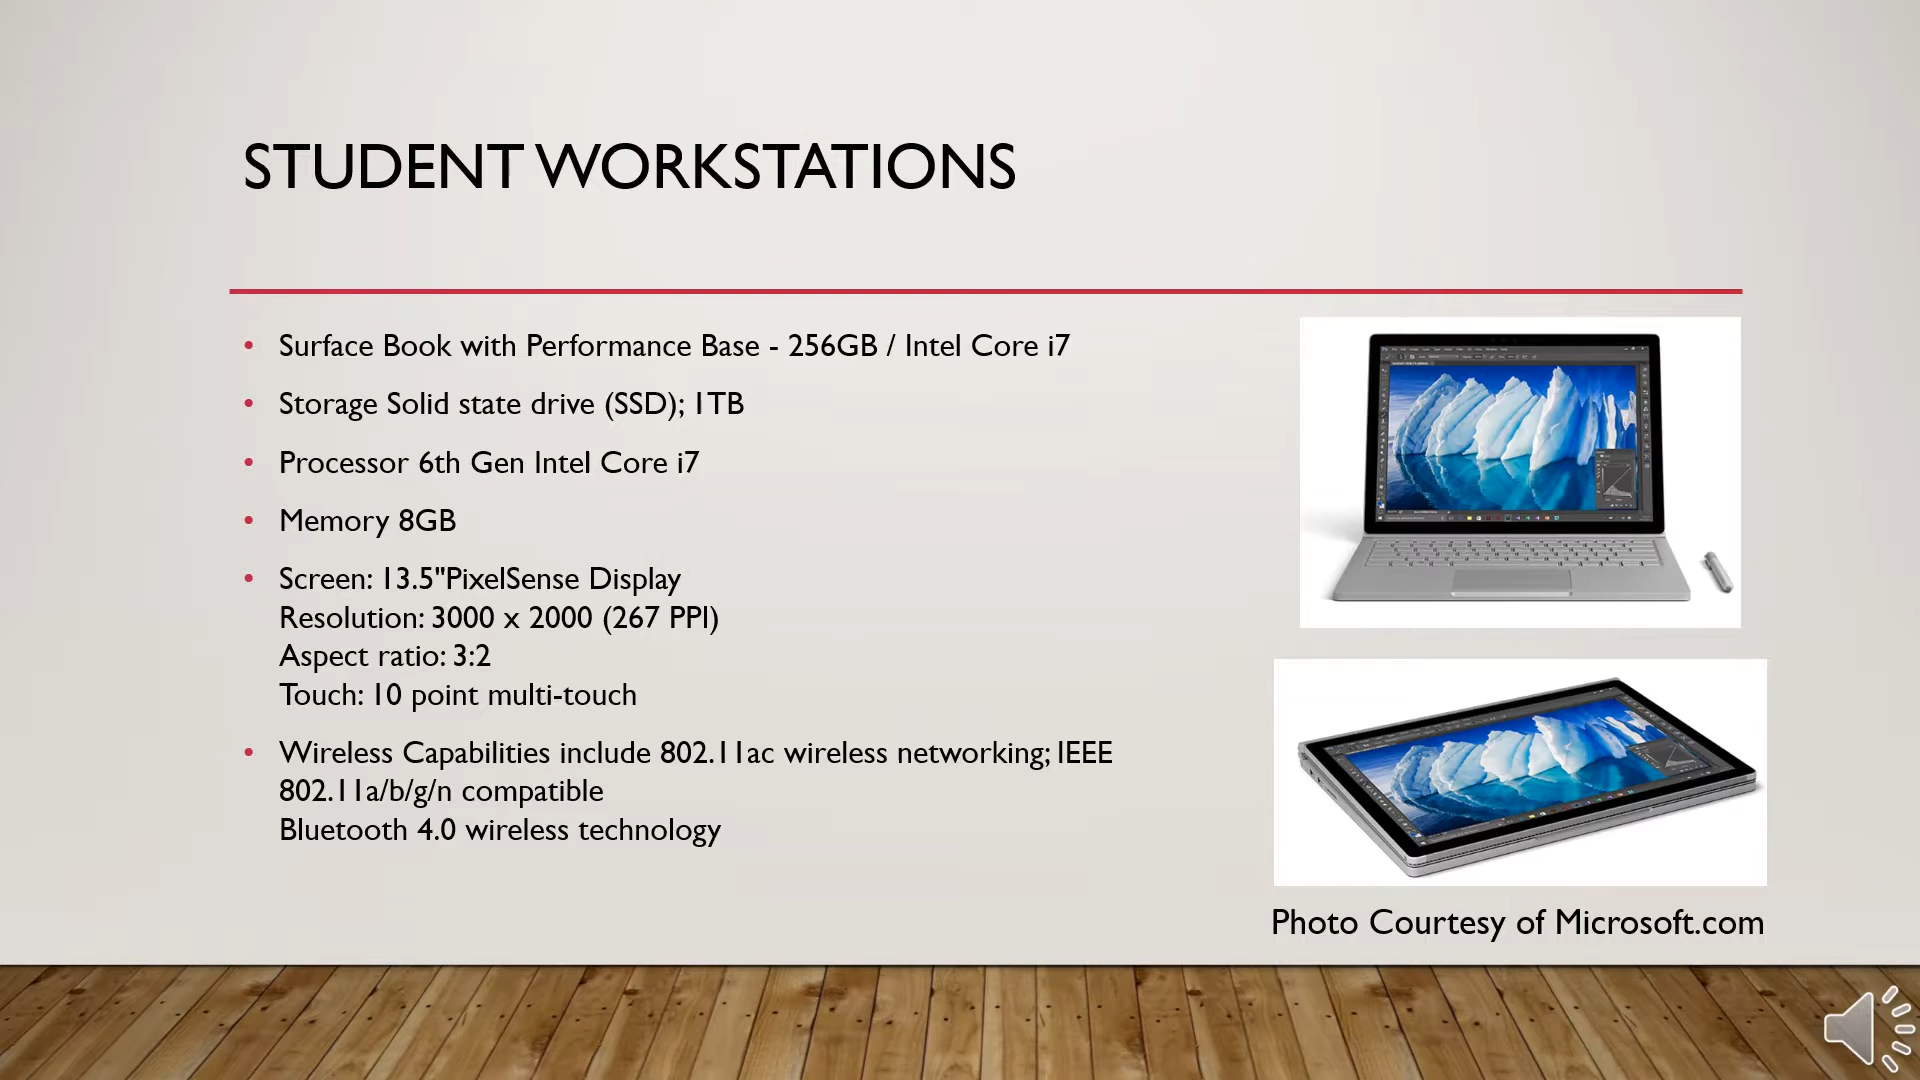 STUDENT WORKSTATIONS
• Surface Book with Performance Base - 256GB / Intel Core i7
• Storage Solid state drive (SSD); 1TB
• Processor 6th Gen Intel Core i7
• Memory 8GB
• Screen: 13.5"PixelSense Display
Resolution: 3000 x 2000 (267 PPI)
Aspect ratio: 3:2
Touch: 10 point multi-touch
• Wireless Capabilities include 802.11ac wireless networking; IEEE
802.11a/b/g/n compatible
Bluetooth 4.0 wireless technology
Photo Courtesy of Microsoft.com